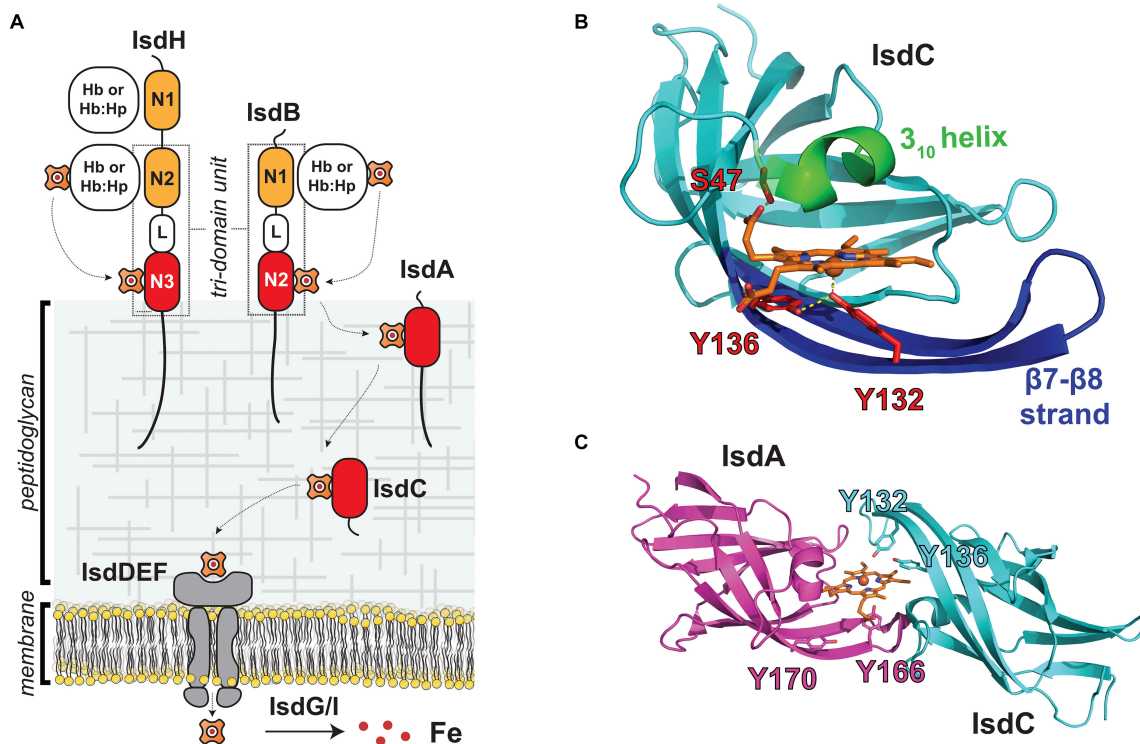 A
IsdH
Hb or
Hb:Hp
N1
IsdB
Hb or
Hb:Hp
N2
N1
Hb or
Hb:Hp
tri-domain unit
L
L
N3
N2
IsdA
peptidoglycan
IsdC
IsdDEF
membrane
IsdG/I
Fe
B
IsdC
3₁₀ helix
S47
Y136
Y132
β7-β8
strand
C
IsdA
Y132
Y136
Y170
Y166
IsdC